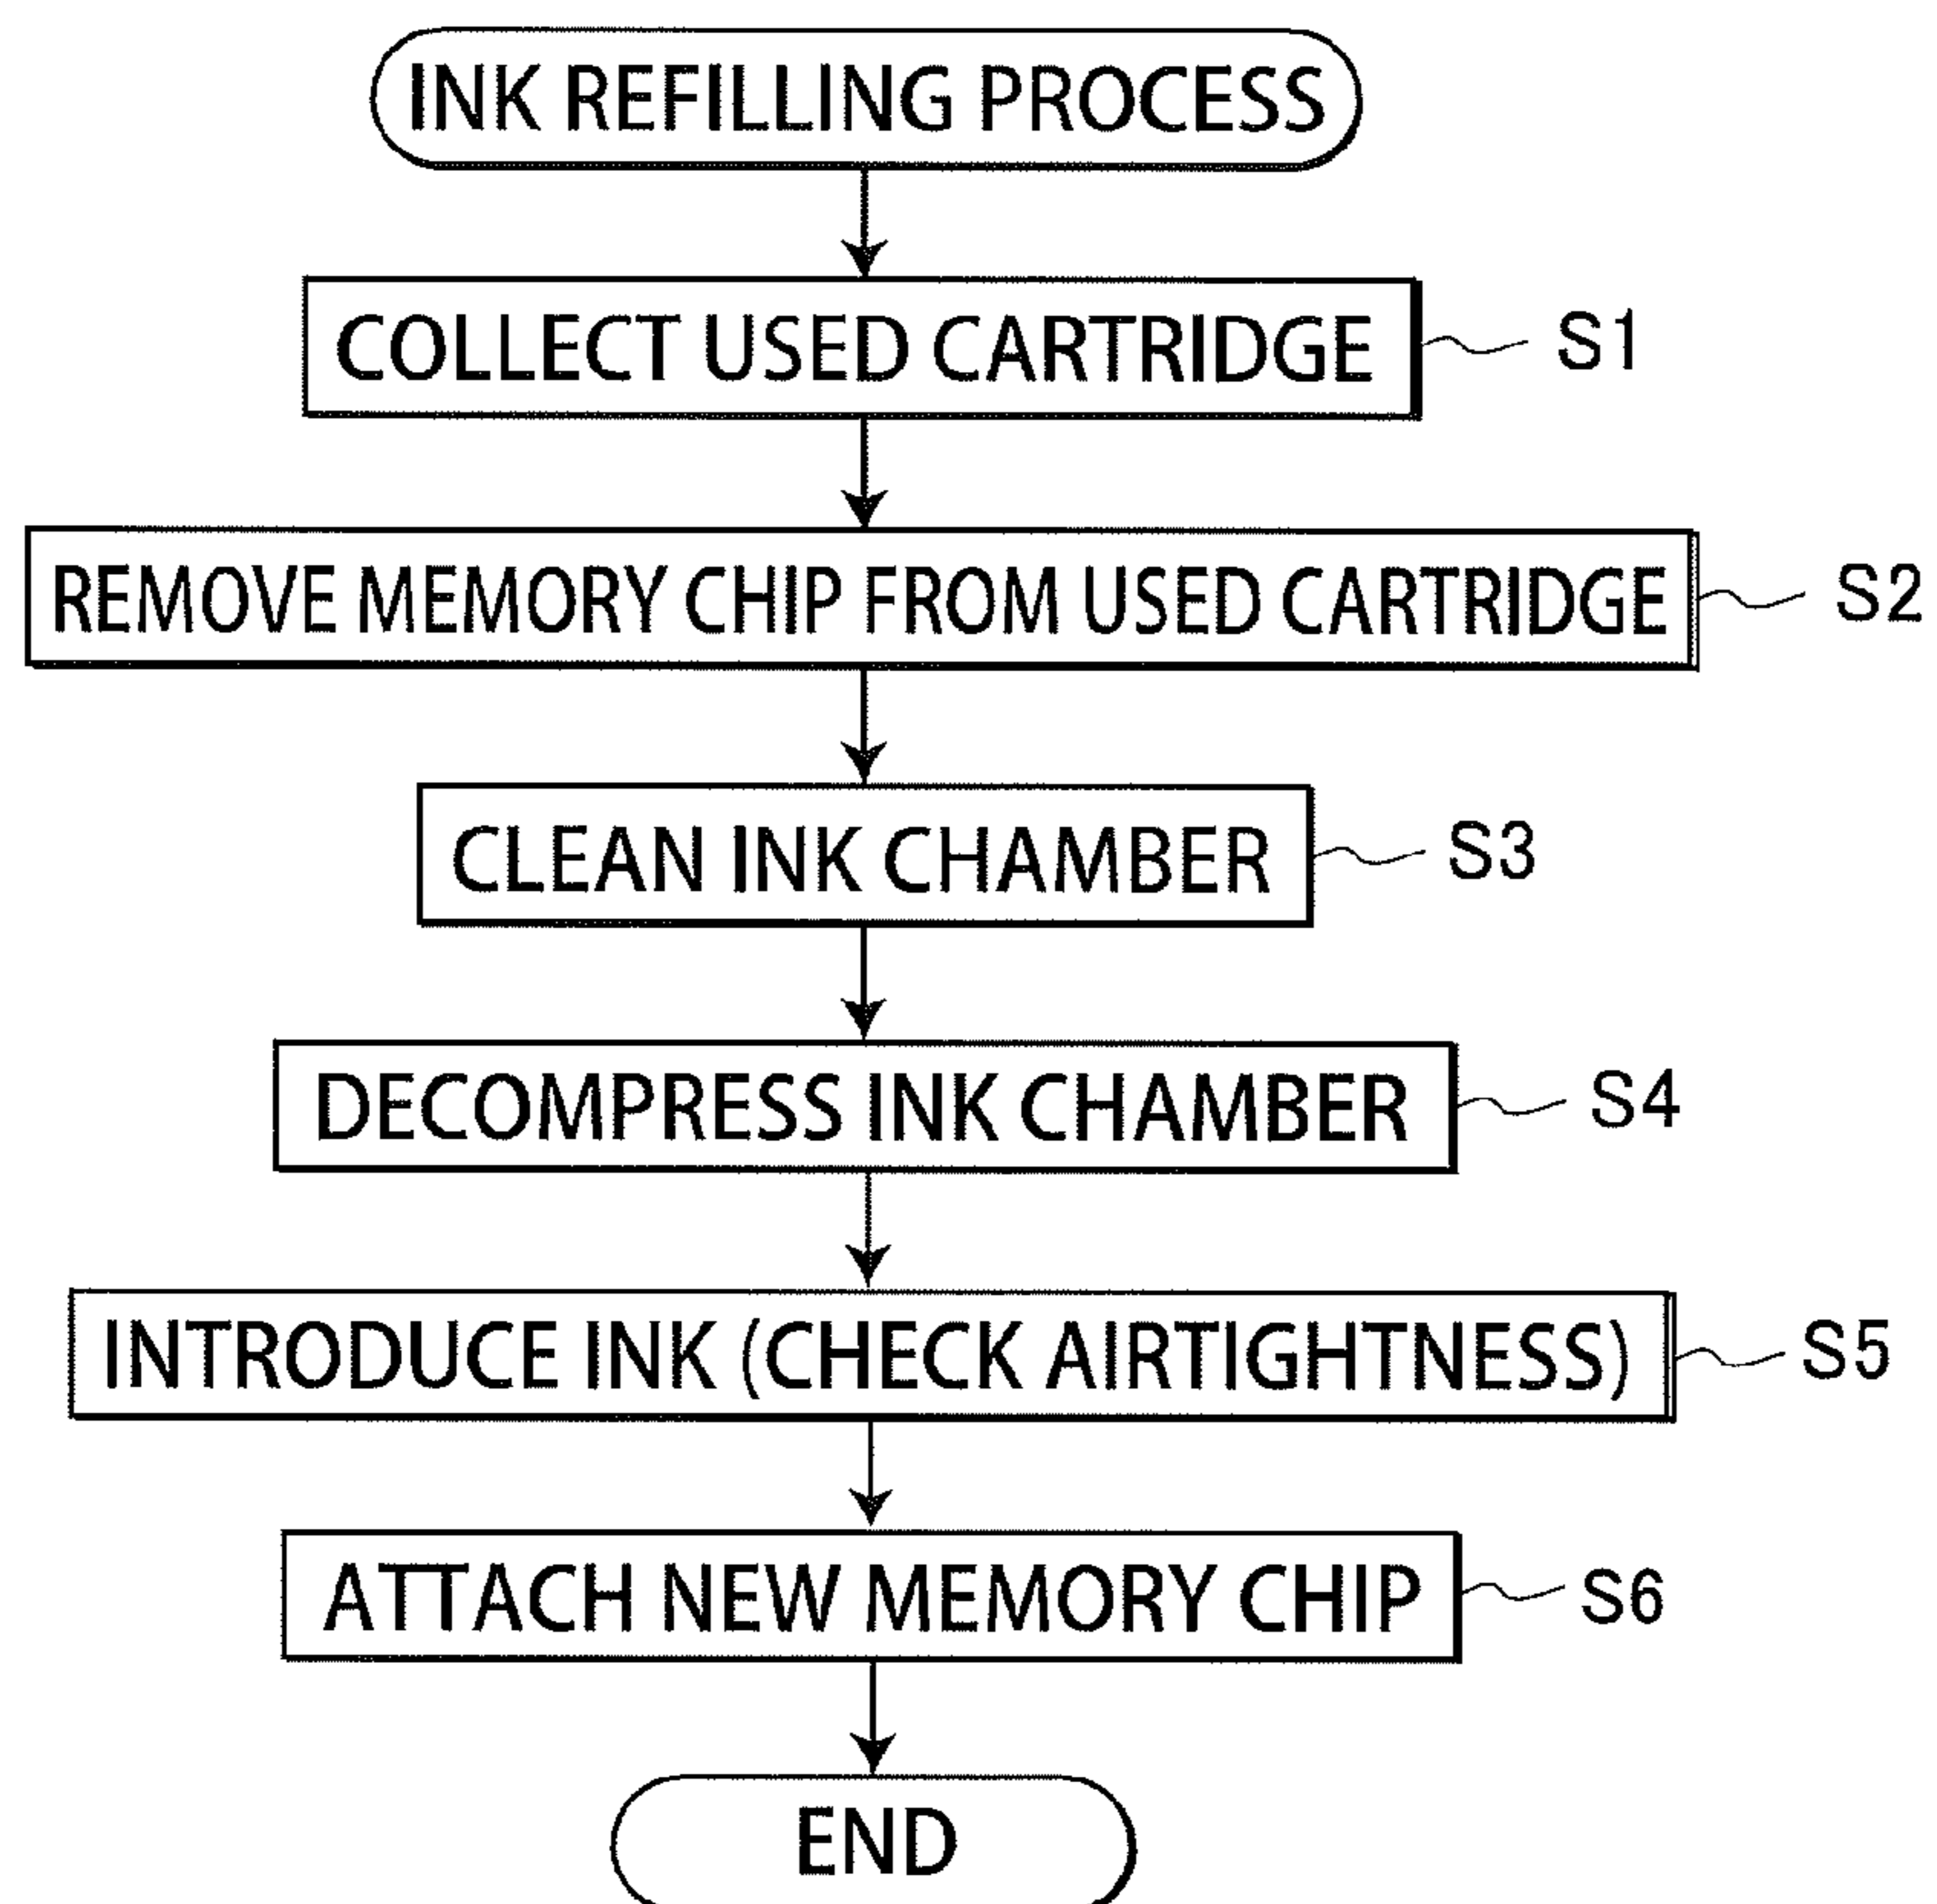 INK REFILLING PROCESS
COLLECT USED CARTRIDGE S1
REMOVE MEMORY CHIP FROM USED CARTRIDGE S2
CLEAN INK CHAMBER S3
DECOMPRESS INK CHAMBER S4
INTRODUCE INK (CHECK AIRTIGHTNESS) S5
ATTACH NEW MEMORY CHIP S6
END